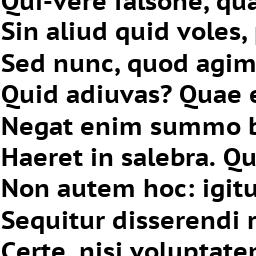 Qui-vere falsone, qua
Sin aliud quid voles,
Sed nunc, quod agim
Quid adiuvas? Quae e
Negat enim summo b
Haeret in salebra. Qu
Non autem hoc: igitu
Sequitur disserendi r
Certe, nisi voluptater